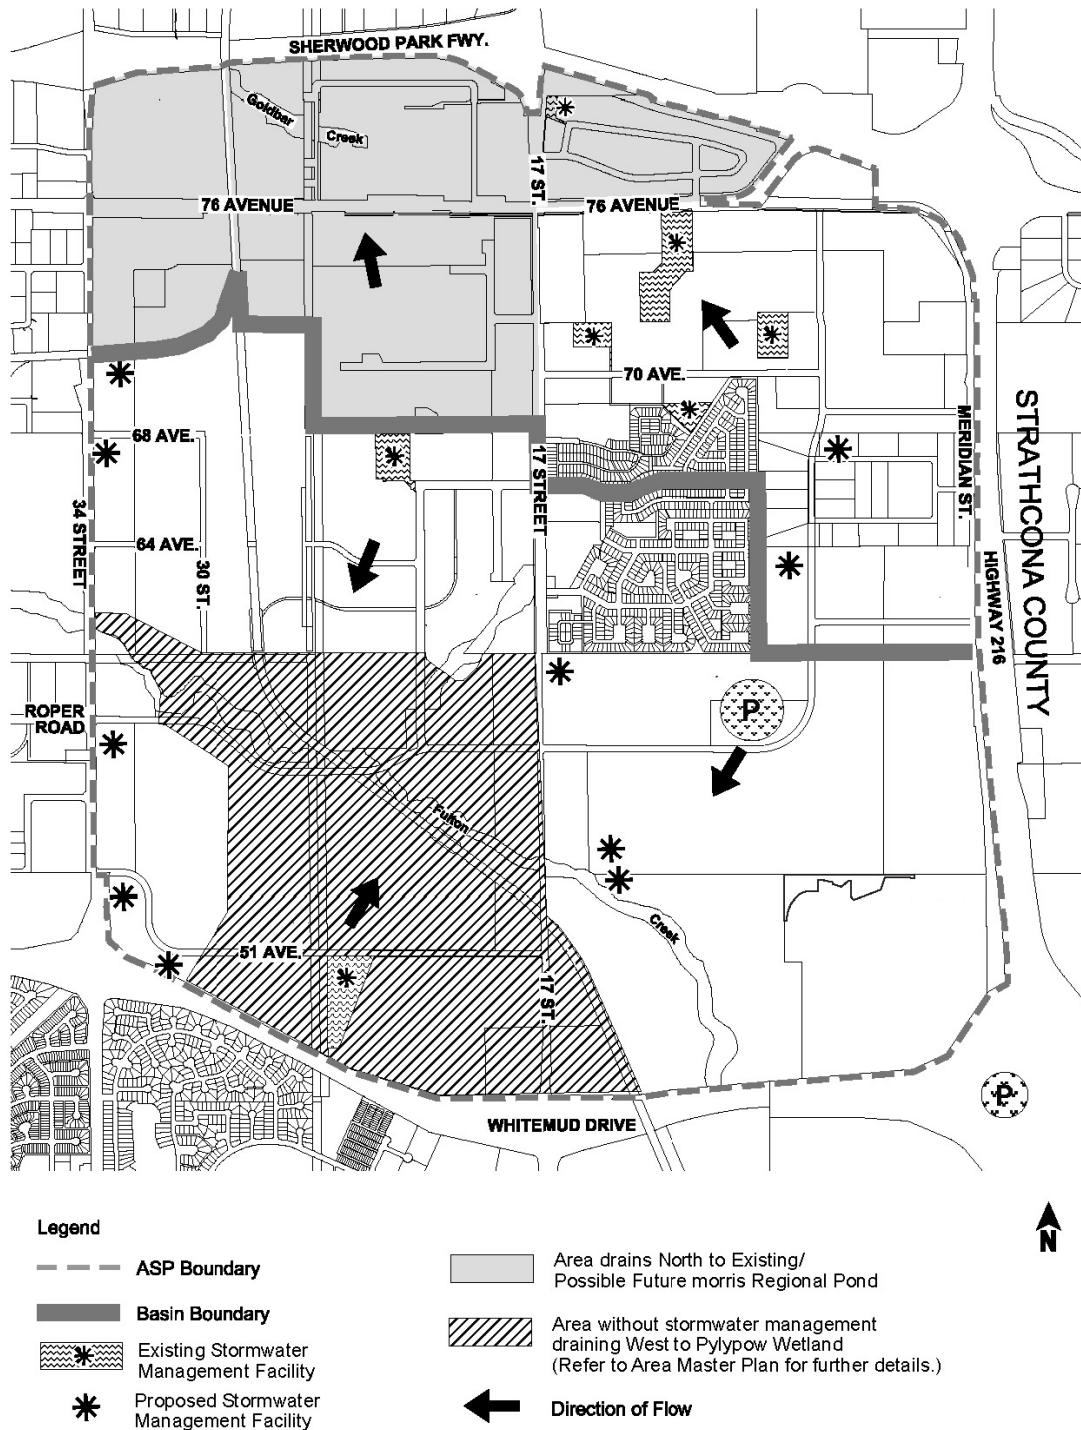 SHERWOOD PARK FWY.
Goldbar
Creek
17 ST.
76 AVENUE
76 AVENUE
70 AVE.
68 AVE.
17 STREET
MERIDIAN ST.
STRATHCONA COUNTY
34 STREET
64 AVE.
30 ST.
HIGHWAY 216
ROPER
ROAD
P
Fulton
Creek
51 AVE.
17 ST.
P
WHITEMUD DRIVE
Legend
N
ASP Boundary
Basin Boundary
Existing Stormwater
Management Facility
Proposed Stormwater
Management Facility
Area drains North to Existing/
Possible Future morris Regional Pond
Area without stormwater management
draining West to Pylypow Wetland
(Refer to Area Master Plan for further details.)
Direction of Flow